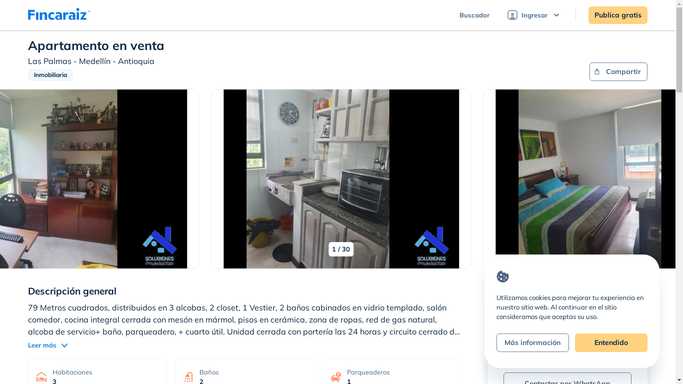 Fincaraiz
Buscador
Ingresar
Publica gratis
Apartamento en venta
Las Palmas - Medellín - Antioquia
Inmobiliaria
Compartir
SOLUCIONES
1 / 30
SOLUCIONES
Descripción general
79 Metros cuadrados, distribuidos en 3 alcobas, 2 closet, 1 Vestier, 2 baños cabinados en vidrio templado, salón
comedor, cocina integral cerrada con mesón en mármol, pisos en cerámica, zona de ropas, red de gas natural,
alcoba de servicio+ baño, parqueadero, + cuarto útil. Unidad cerrada con portería las 24 horas y circuito cerrado d...
Leer más
Habitaciones
3
Baños
2
Parqueaderos
1
Utilizamos cookies para mejorar tu experiencia en
nuestro sitio web. Al continuar en el sitio
consideramos que aceptas su uso.
Más información
Entendido
Contactar por WhatsApp